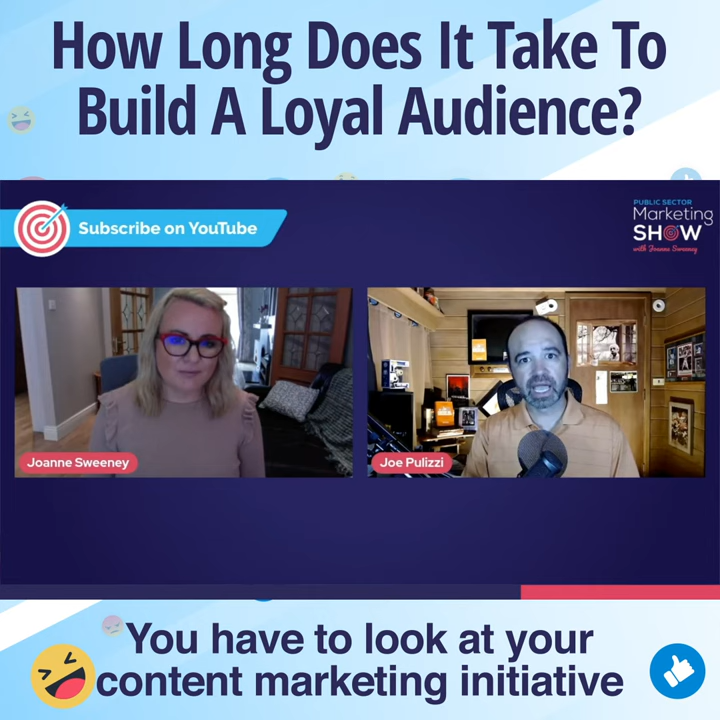 How Long Does It Take To
Build A Loyal Audience?
Subscribe on YouTube
PUBLIC SECTOR
Marketing
SHOW
with Joanne Sweeney
Joanne Sweeney
Joe Pulizzi
You have to look at your
content marketing initiative